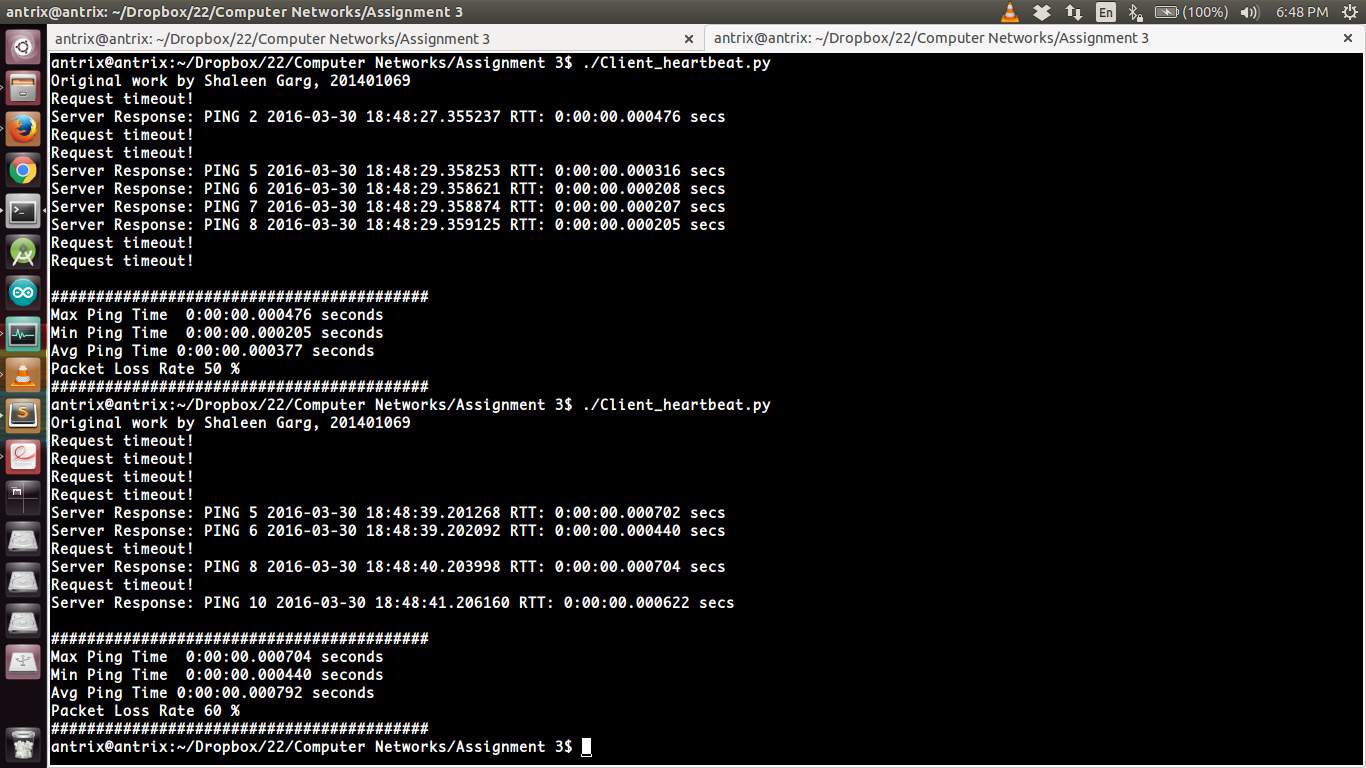 antrix@antrix: ~/Dropbox/22/Computer Networks/Assignment 3
En
(100%)
6:48 PM
antrix@antrix: ~/Dropbox/22/Computer Networks/Assignment 3
antrix@antrix: ~/Dropbox/22/Computer Networks/Assignment 3
antrix@antrix:~/Dropbox/22/Computer Networks/Assignment 3$ ./Client_heartbeat.py
Original work by Shaleen Garg, 201401069
Request timeout!
Server Response: PING 2 2016-03-30 18:48:27.355237 RTT: 0:00:00.000476 secs
Request timeout!
Request timeout!
Server Response: PING 5 2016-03-30 18:48:29.358253 RTT: 0:00:00.000316 secs
Server Response: PING 6 2016-03-30 18:48:29.358621 RTT: 0:00:00.000208 secs
Server Response: PING 7 2016-03-30 18:48:29.358874 RTT: 0:00:00.000207 secs
Server Response: PING 8 2016-03-30 18:48:29.359125 RTT: 0:00:00.000205 secs
Request timeout!
Request timeout!
##########################################
Max Ping Time  0:00:00.000476 seconds
Min Ping Time  0:00:00.000205 seconds
Avg Ping Time 0:00:00.000377 seconds
Packet Loss Rate 50 %
##########################################
antrix@antrix:~/Dropbox/22/Computer Networks/Assignment 3$ ./Client_heartbeat.py
Original work by Shaleen Garg, 201401069
Request timeout!
Request timeout!
Request timeout!
Request timeout!
Server Response: PING 5 2016-03-30 18:48:39.201268 RTT: 0:00:00.000702 secs
Server Response: PING 6 2016-03-30 18:48:39.202092 RTT: 0:00:00.000440 secs
Request timeout!
Server Response: PING 8 2016-03-30 18:48:40.203998 RTT: 0:00:00.000704 secs
Request timeout!
Server Response: PING 10 2016-03-30 18:48:41.206160 RTT: 0:00:00.000622 secs
##########################################
Max Ping Time  0:00:00.000704 seconds
Min Ping Time  0:00:00.000440 seconds
Avg Ping Time 0:00:00.000792 seconds
Packet Loss Rate 60 %
##########################################
antrix@antrix:~/Dropbox/22/Computer Networks/Assignment 3$